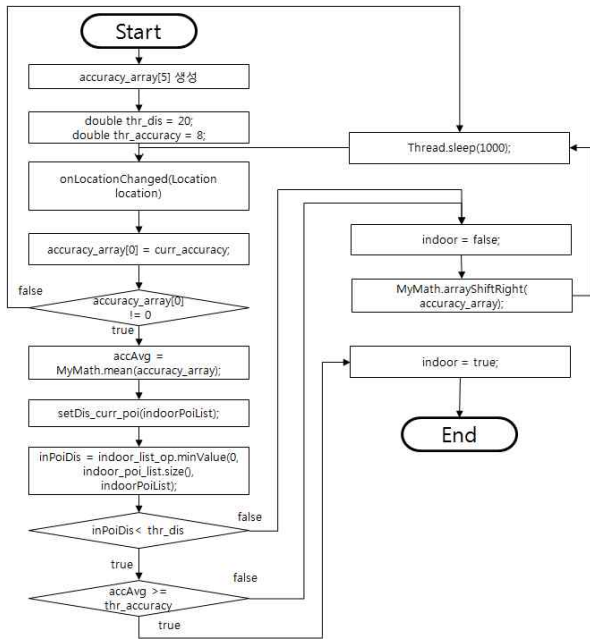 Start
accuracy_array[5] 생성
double thr_dis = 20;
double thr_accuracy = 8;
onLocationChanged(Location
location)
accuracy_array[0] = curr_accuracy;
false
accuracy_array[0]
!= 0
true
accAvg =
MyMath.mean(accuracy_array);
setDis_curr_poi(indoorPoiList);
inPoiDis = indoor_list_op.minValue(0,
indoor_poi_list.size(),
indoorPoiList);
false
inPoiDis< thr_dis
true
false
accAvg >=
thr_accuracy
true
Thread.sleep(1000);
indoor = false;
MyMath.arrayShiftRight(
accuracy_array);
indoor = true;
End